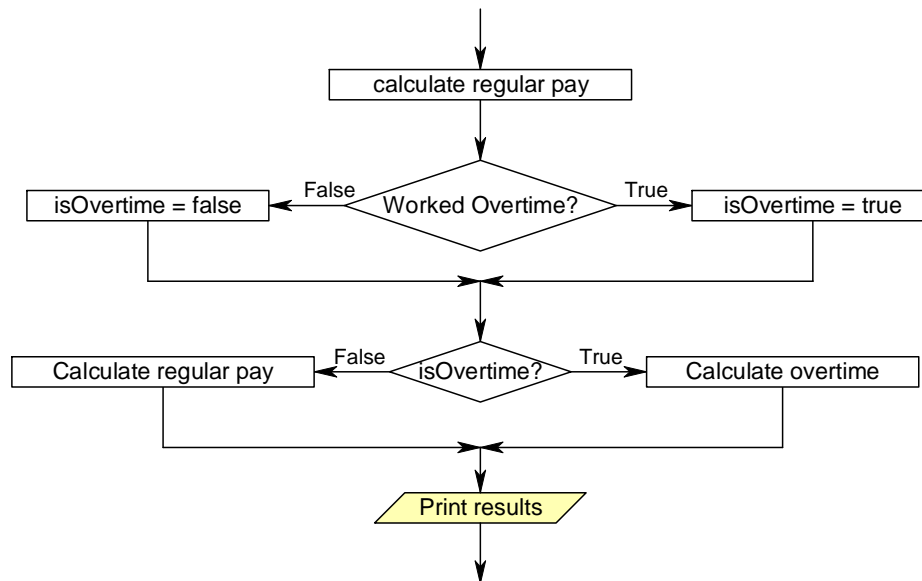 calculate regular pay
False
True
isOvertime = false
Worked Overtime?
isOvertime = true
False
True
Calculate regular pay
isOvertime?
Calculate overtime
Print results